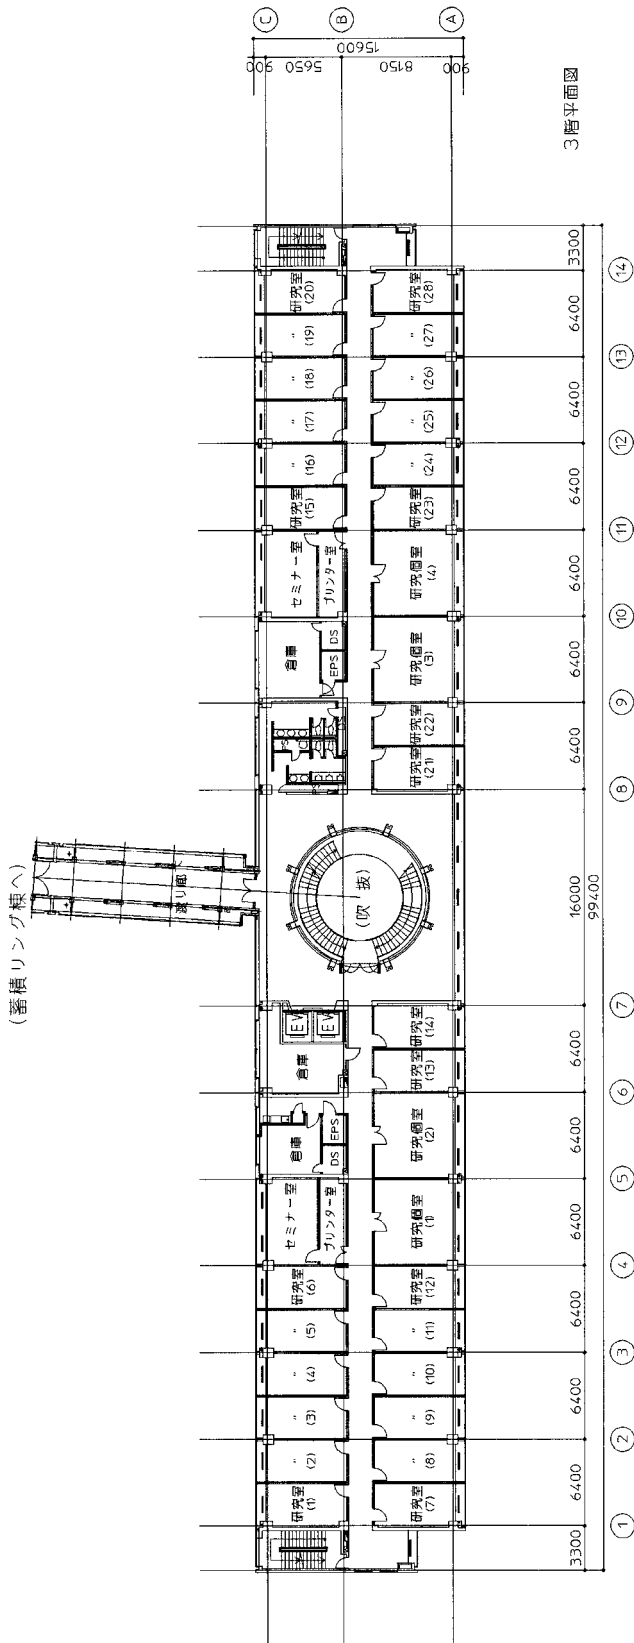 (蓄積リング棟へ)
渡り廊下
(吹 抜)
研究室
(1)
〃
(2)
〃
(3)
〃
(4)
〃
(5)
研究室
(6)
セミナー室
プリンター室
倉庫
DS
EPS
倉庫
EV
EV
PS
倉庫
EPS
DS
セミナー室
プリンター室
研究室
(15)
〃
(16)
〃
(17)
〃
(18)
〃
(19)
研究室
(20)
研究室
(7)
〃
(8)
〃
(9)
〃
(10)
〃
(11)
研究室
(12)
研究個室
(1)
研究個室
(2)
研究室
(13)
研究室
(14)
研究室
(21)
研究室
(22)
研究個室
(3)
研究個室
(4)
研究室
(23)
〃
(24)
〃
(25)
〃
(26)
〃
(27)
研究室
(28)
900
5650
8150
900
15600
C
B
A
3300
6400
6400
6400
6400
6400
6400
16000
6400
6400
6400
6400
6400
6400
3300
99400
1
2
3
4
5
6
7
8
9
10
11
12
13
14
3階平面図